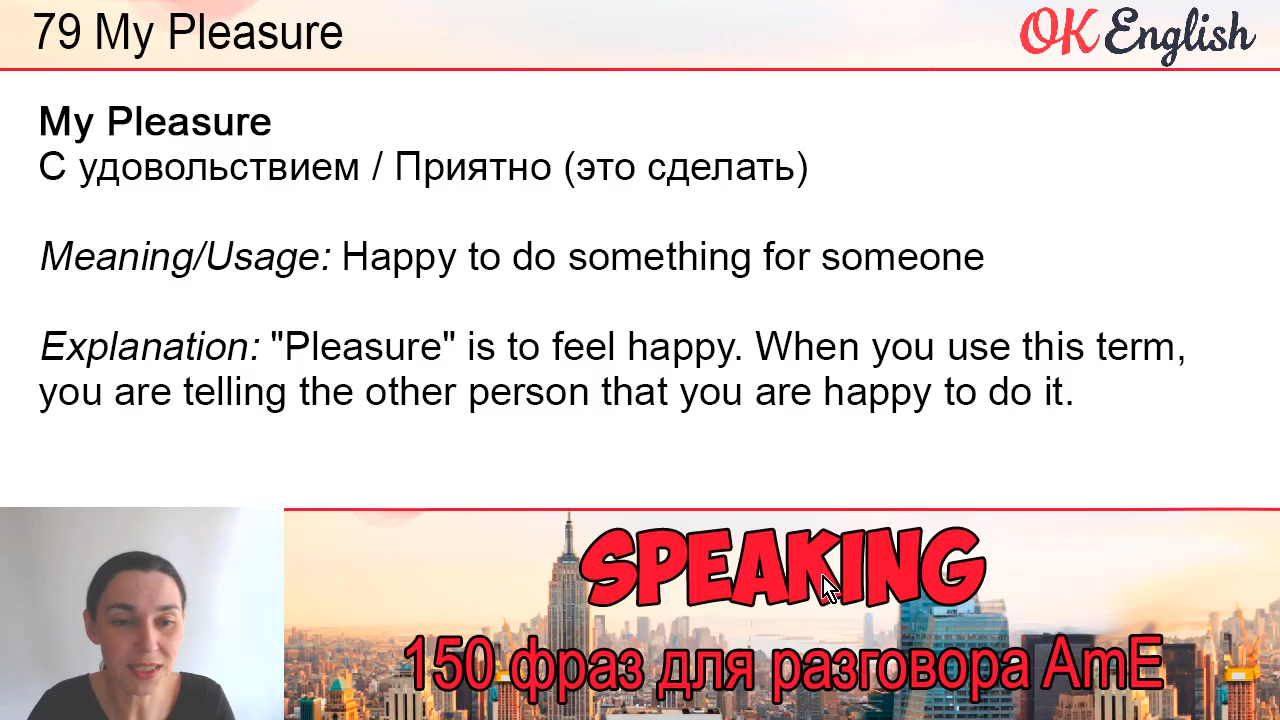 79 My Pleasure
OK English
My Pleasure
С удовольствием / Приятно (это сделать)
Meaning/Usage: Happy to do something for someone
Explanation: "Pleasure" is to feel happy. When you use this term,
you are telling the other person that you are happy to do it.
SPEAKING
150 фраз для разговора AmE